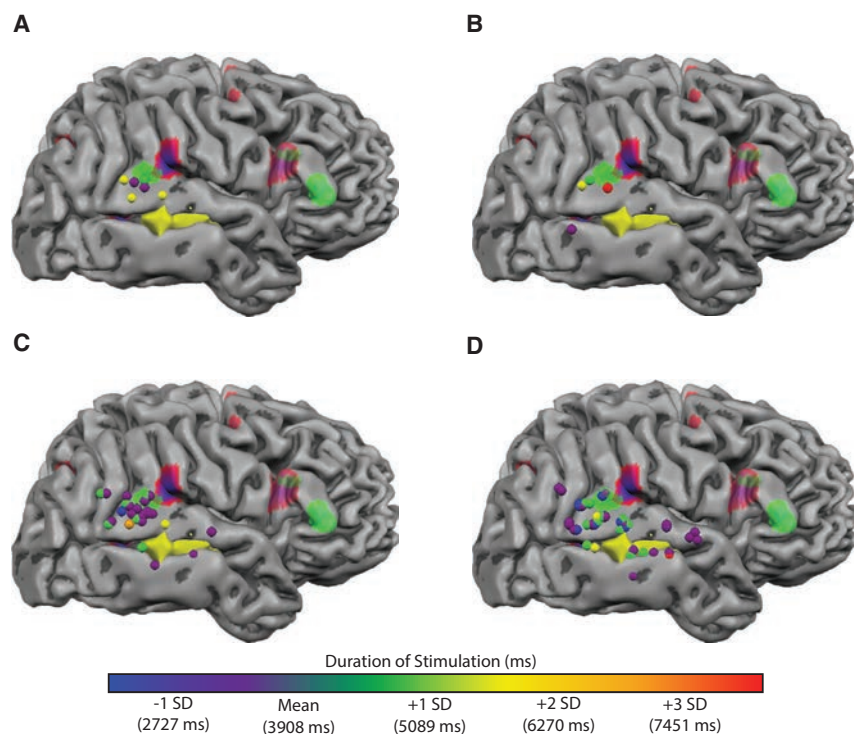 A
B
C
D
Duration of Stimulation (ms)
-1 SD
(2727 ms)
Mean
(3908 ms)
+1 SD
(5089 ms)
+2 SD
(6270 ms)
+3 SD
(7451 ms)